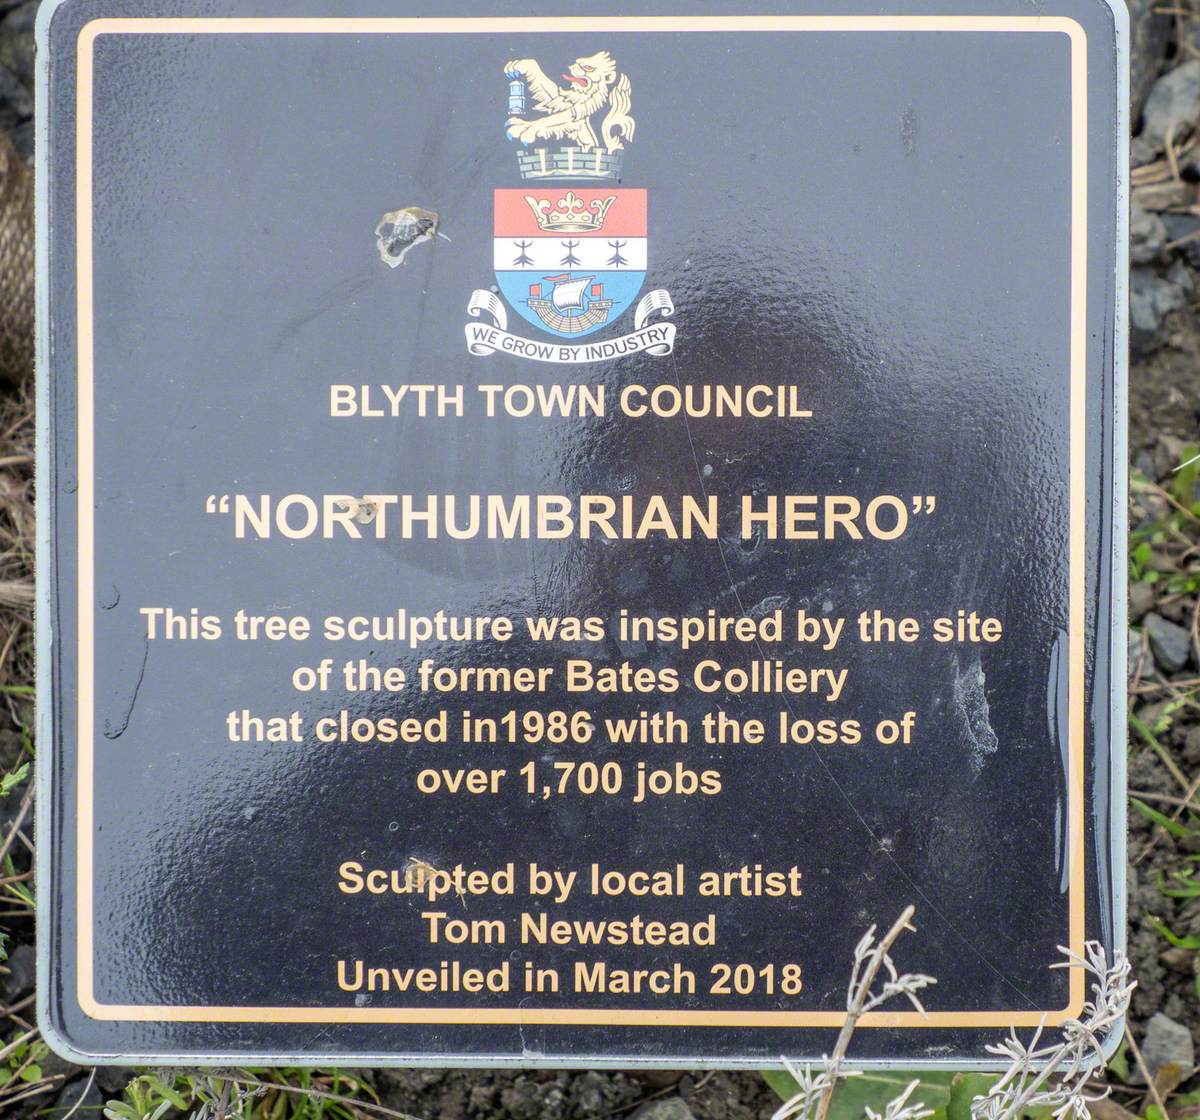 WE GROW BY INDUSTRY
BLYTH TOWN COUNCIL
“NORTHUMBRIAN HERO”
This tree sculpture was inspired by the site
of the former Bates Colliery
that closed in1986 with the loss of
over 1,700 jobs
Sculpted by local artist
Tom Newstead
Unveiled in March 2018